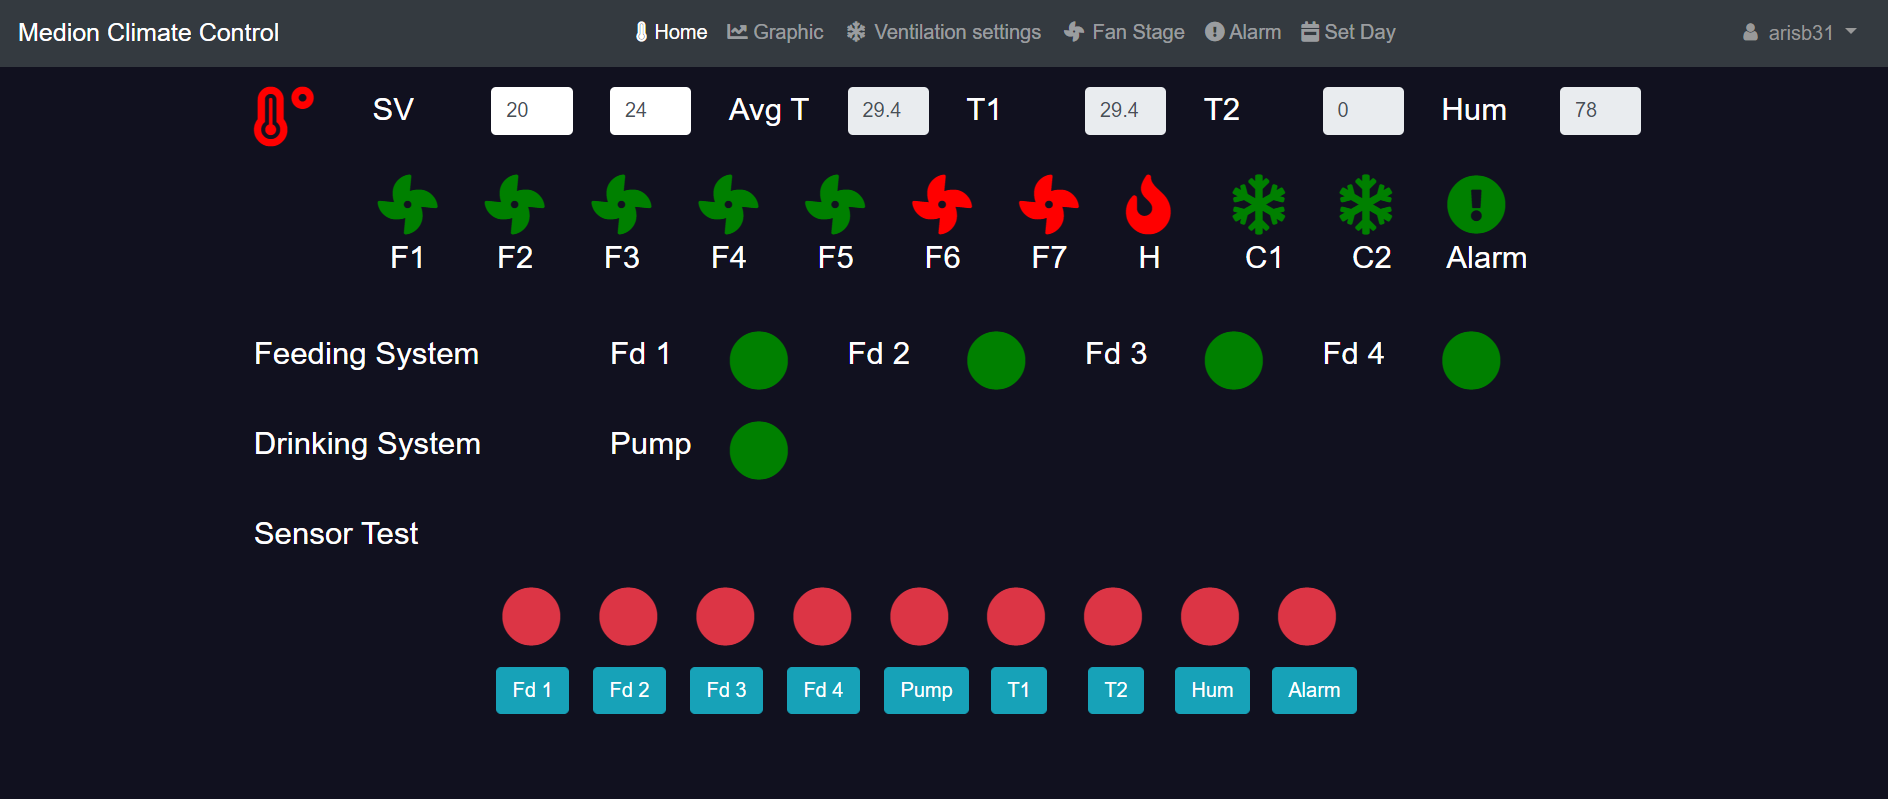 Medion Climate Control Home Graphic Ventilation settings Fan Stage Alarm Set Day arisb31
SV 20 24 Avg T 29.4 T1 29.4 T2 0 Hum 78
F1 F2 F3 F4 F5 F6 F7 H C1 C2 Alarm
Feeding System Fd 1 Fd 2 Fd 3 Fd 4
Drinking System Pump
Sensor Test
Fd 1 Fd 2 Fd 3 Fd 4 Pump T1 T2 Hum Alarm